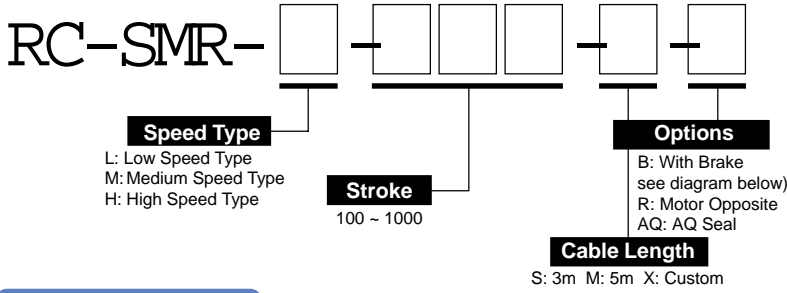 RC-SMR-
Speed Type
L: Low Speed Type
M: Medium Speed Type
H: High Speed Type
Stroke
100 ~ 1000
Options
B: With Brake
see diagram below)
R: Motor Opposite
AQ: AQ Seal
Cable Length
S: 3m M: 5m X: Custom